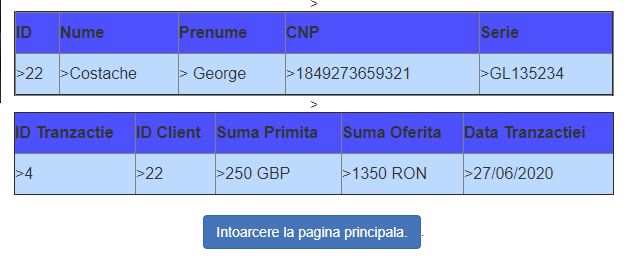 >
ID Nume Prenume CNP Serie
>22 >Costache > George >1849273659321 >GL135234
>
ID Tranzactie ID Client Suma Primita Suma Oferita Data Tranzactiei
>4 >22 >250 GBP >1350 RON >27/06/2020
Intoarcere la pagina principala. .